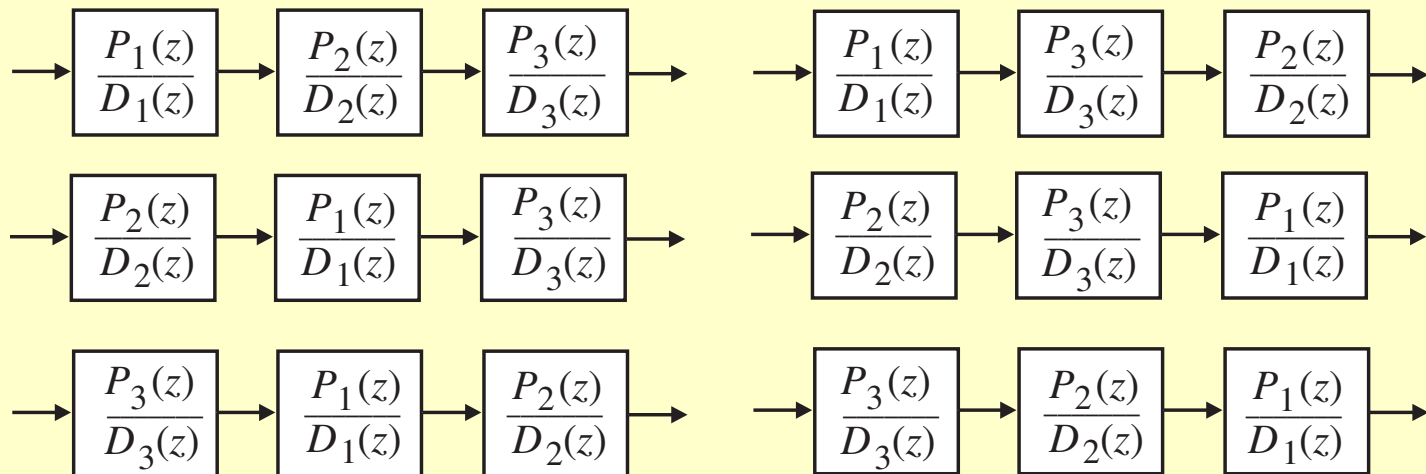 P1(z) P2(z) P3(z) P1(z) P3(z) P2(z)
D1(z) D2(z) D3(z) D1(z) D3(z) D2(z)
P2(z) P1(z) P3(z) P2(z) P3(z) P1(z)
D2(z) D1(z) D3(z) D2(z) D3(z) D1(z)
P3(z) P1(z) P2(z) P3(z) P2(z) P1(z)
D3(z) D1(z) D2(z) D3(z) D2(z) D1(z)